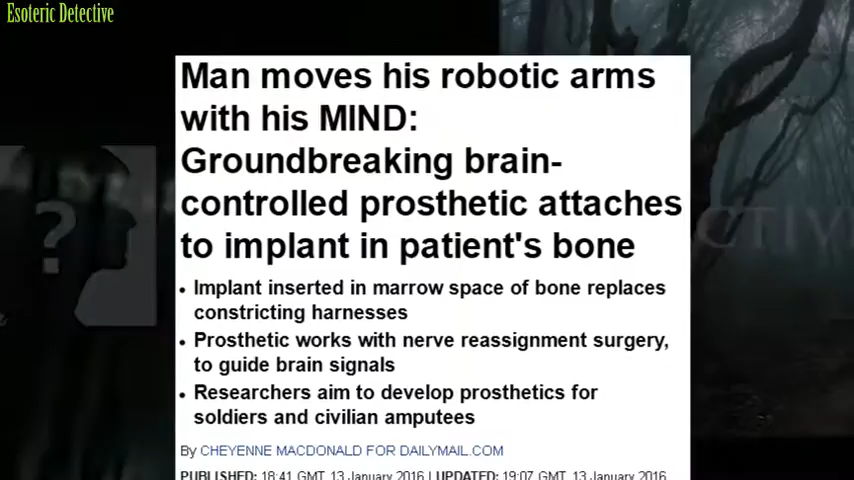 Esoteric Detective
Man moves his robotic arms
with his MIND:
Groundbreaking brain-
controlled prosthetic attaches
to implant in patient's bone
• Implant inserted in marrow space of bone replaces
constricting harnesses
• Prosthetic works with nerve reassignment surgery,
to guide brain signals
• Researchers aim to develop prosthetics for
soldiers and civilian amputees
By CHEYENNE MACDONALD FOR DAILYMAIL.COM
PUBLISHED: 18:41 GMT, 13 January 2016 | UPDATED: 19:07 GMT, 13 January 2016
?